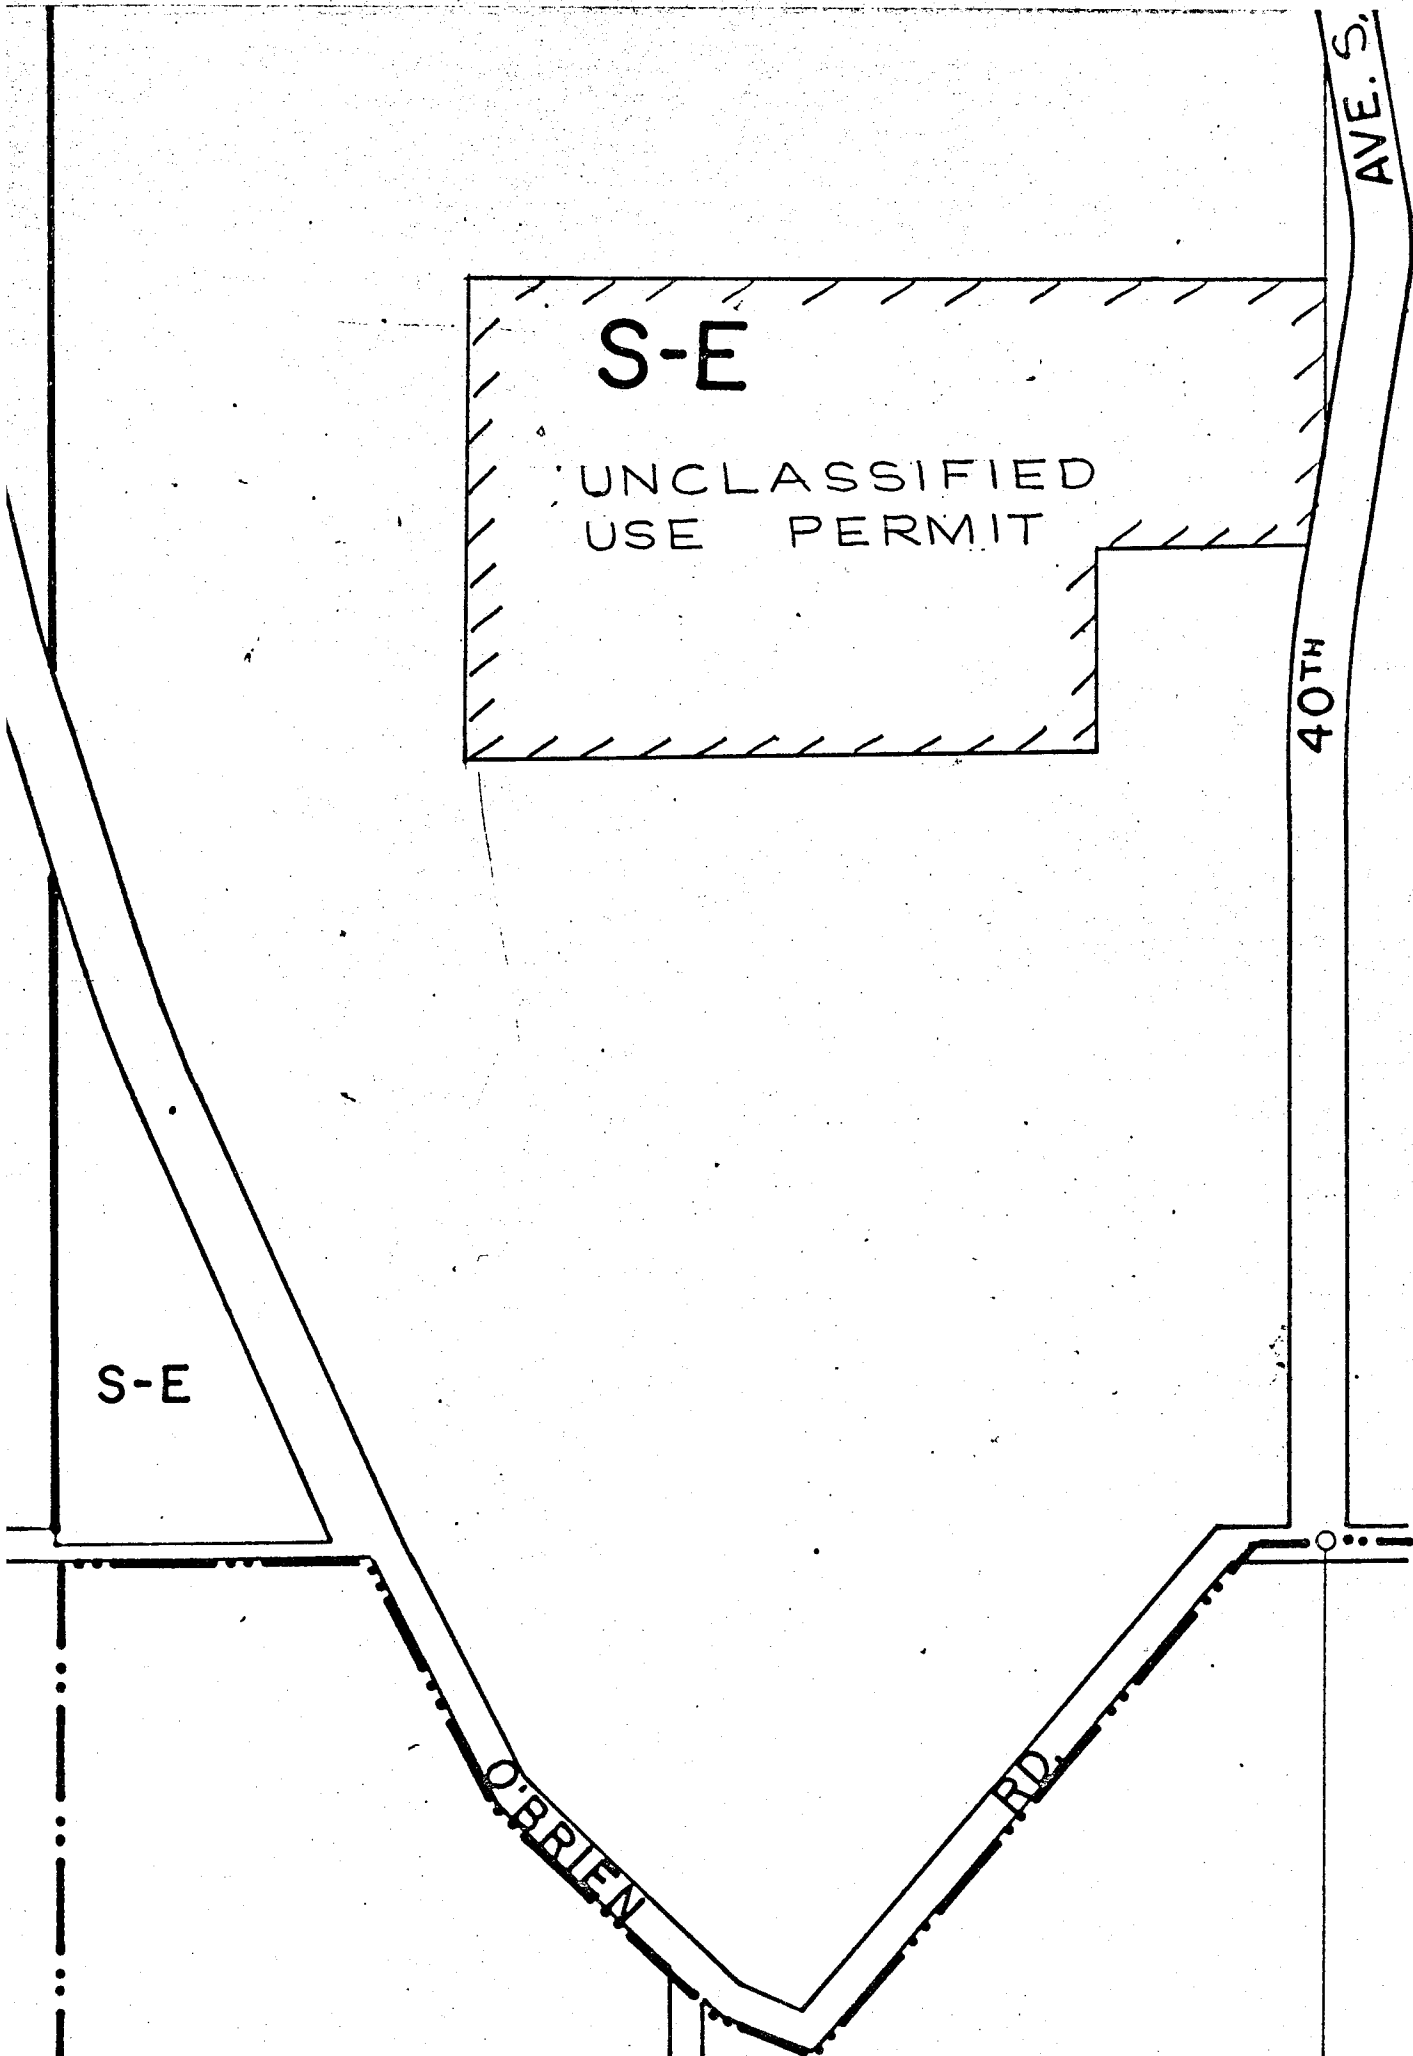 AVE. S.
S-E
UNCLASSIFIED
USE PERMIT
40TH
S-E
O'BRIEN
RD.